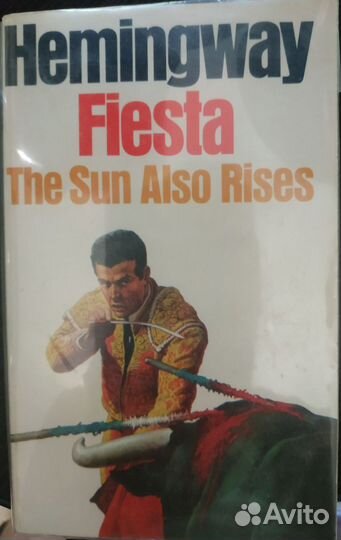 Hemingway
Fiesta
The Sun Also Rises
Avito